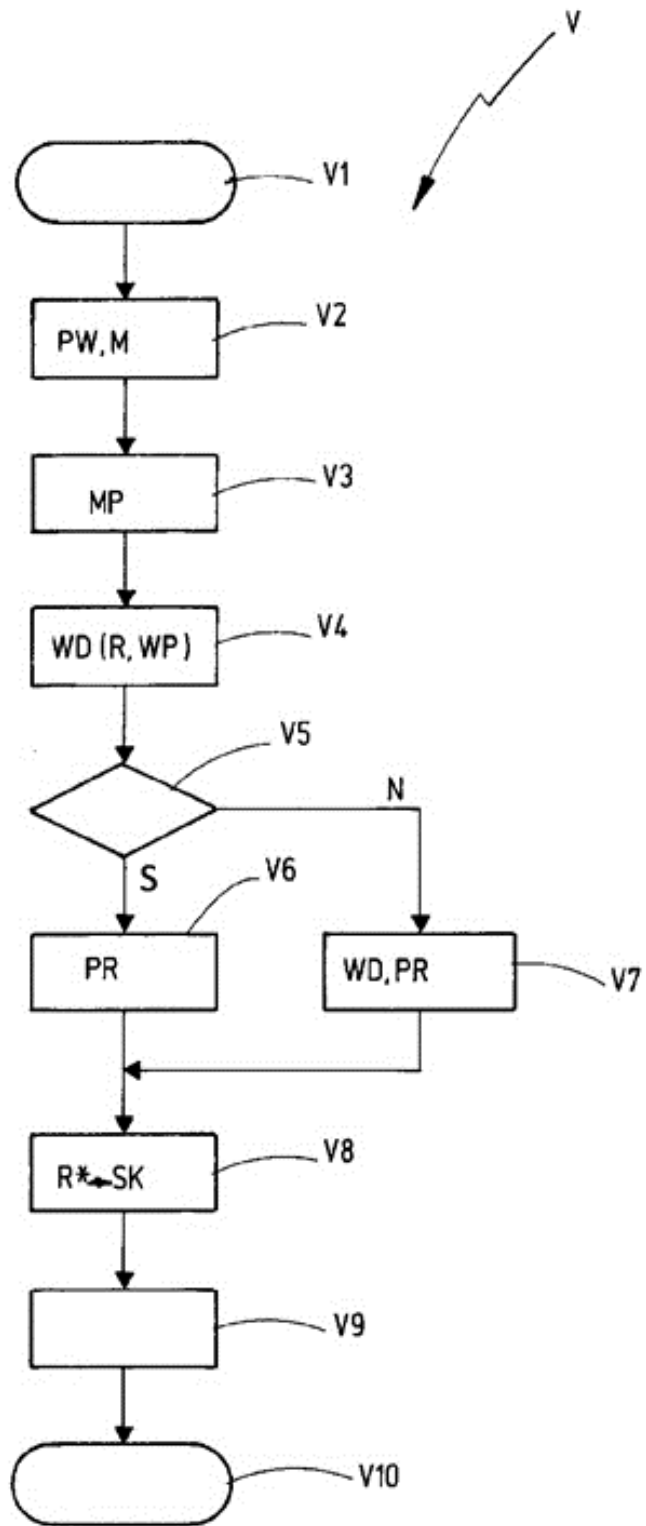 V
V1
V2
PW, M
V3
MP
V4
WD (R, WP)
V5
N
S
V6
PR
WD, PR
V7
V8
R*←SK
V9
V10